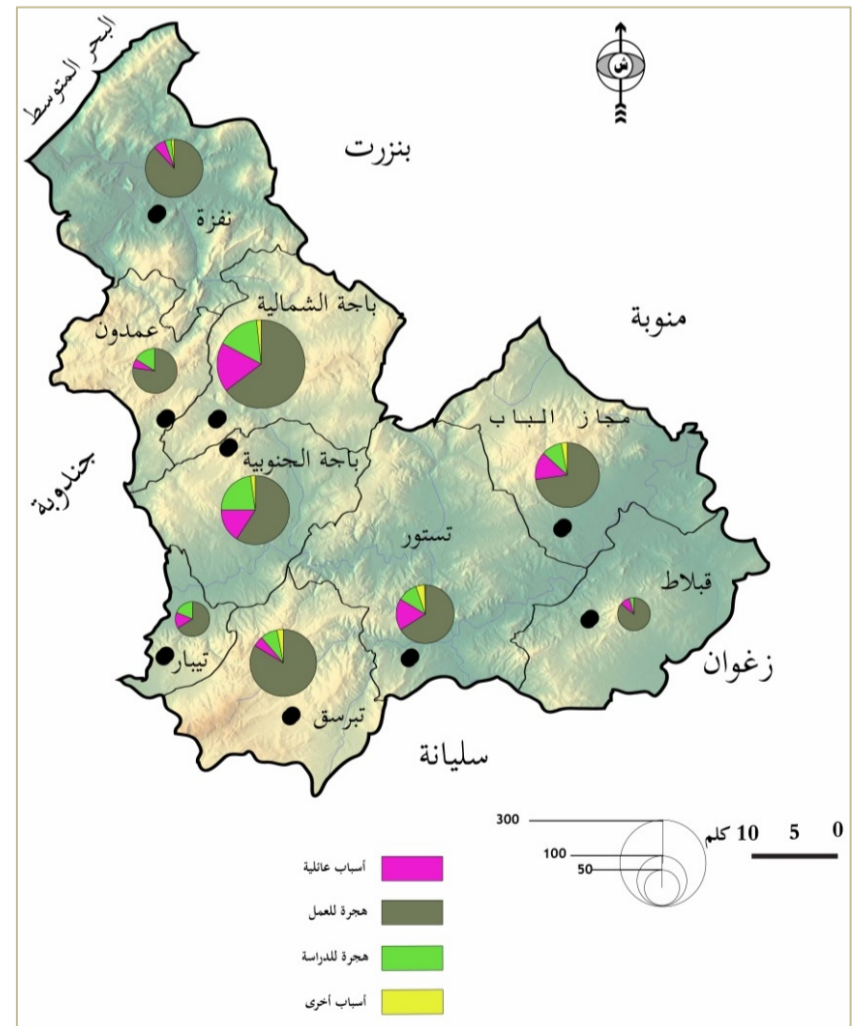 البحر المتوسط
ش
بنزرت
نفزة
باجة الشمالية
منوبة
عمدون
مجاز الباب
جندوبة
باجة الجنوبية
تستور
قبلاط
زغوان
تيبار
تبرسق
سليانة
300
100
50
كلم 10 5 0
أسباب عائلية
هجرة للعمل
هجرة للدراسة
أسباب أخرى